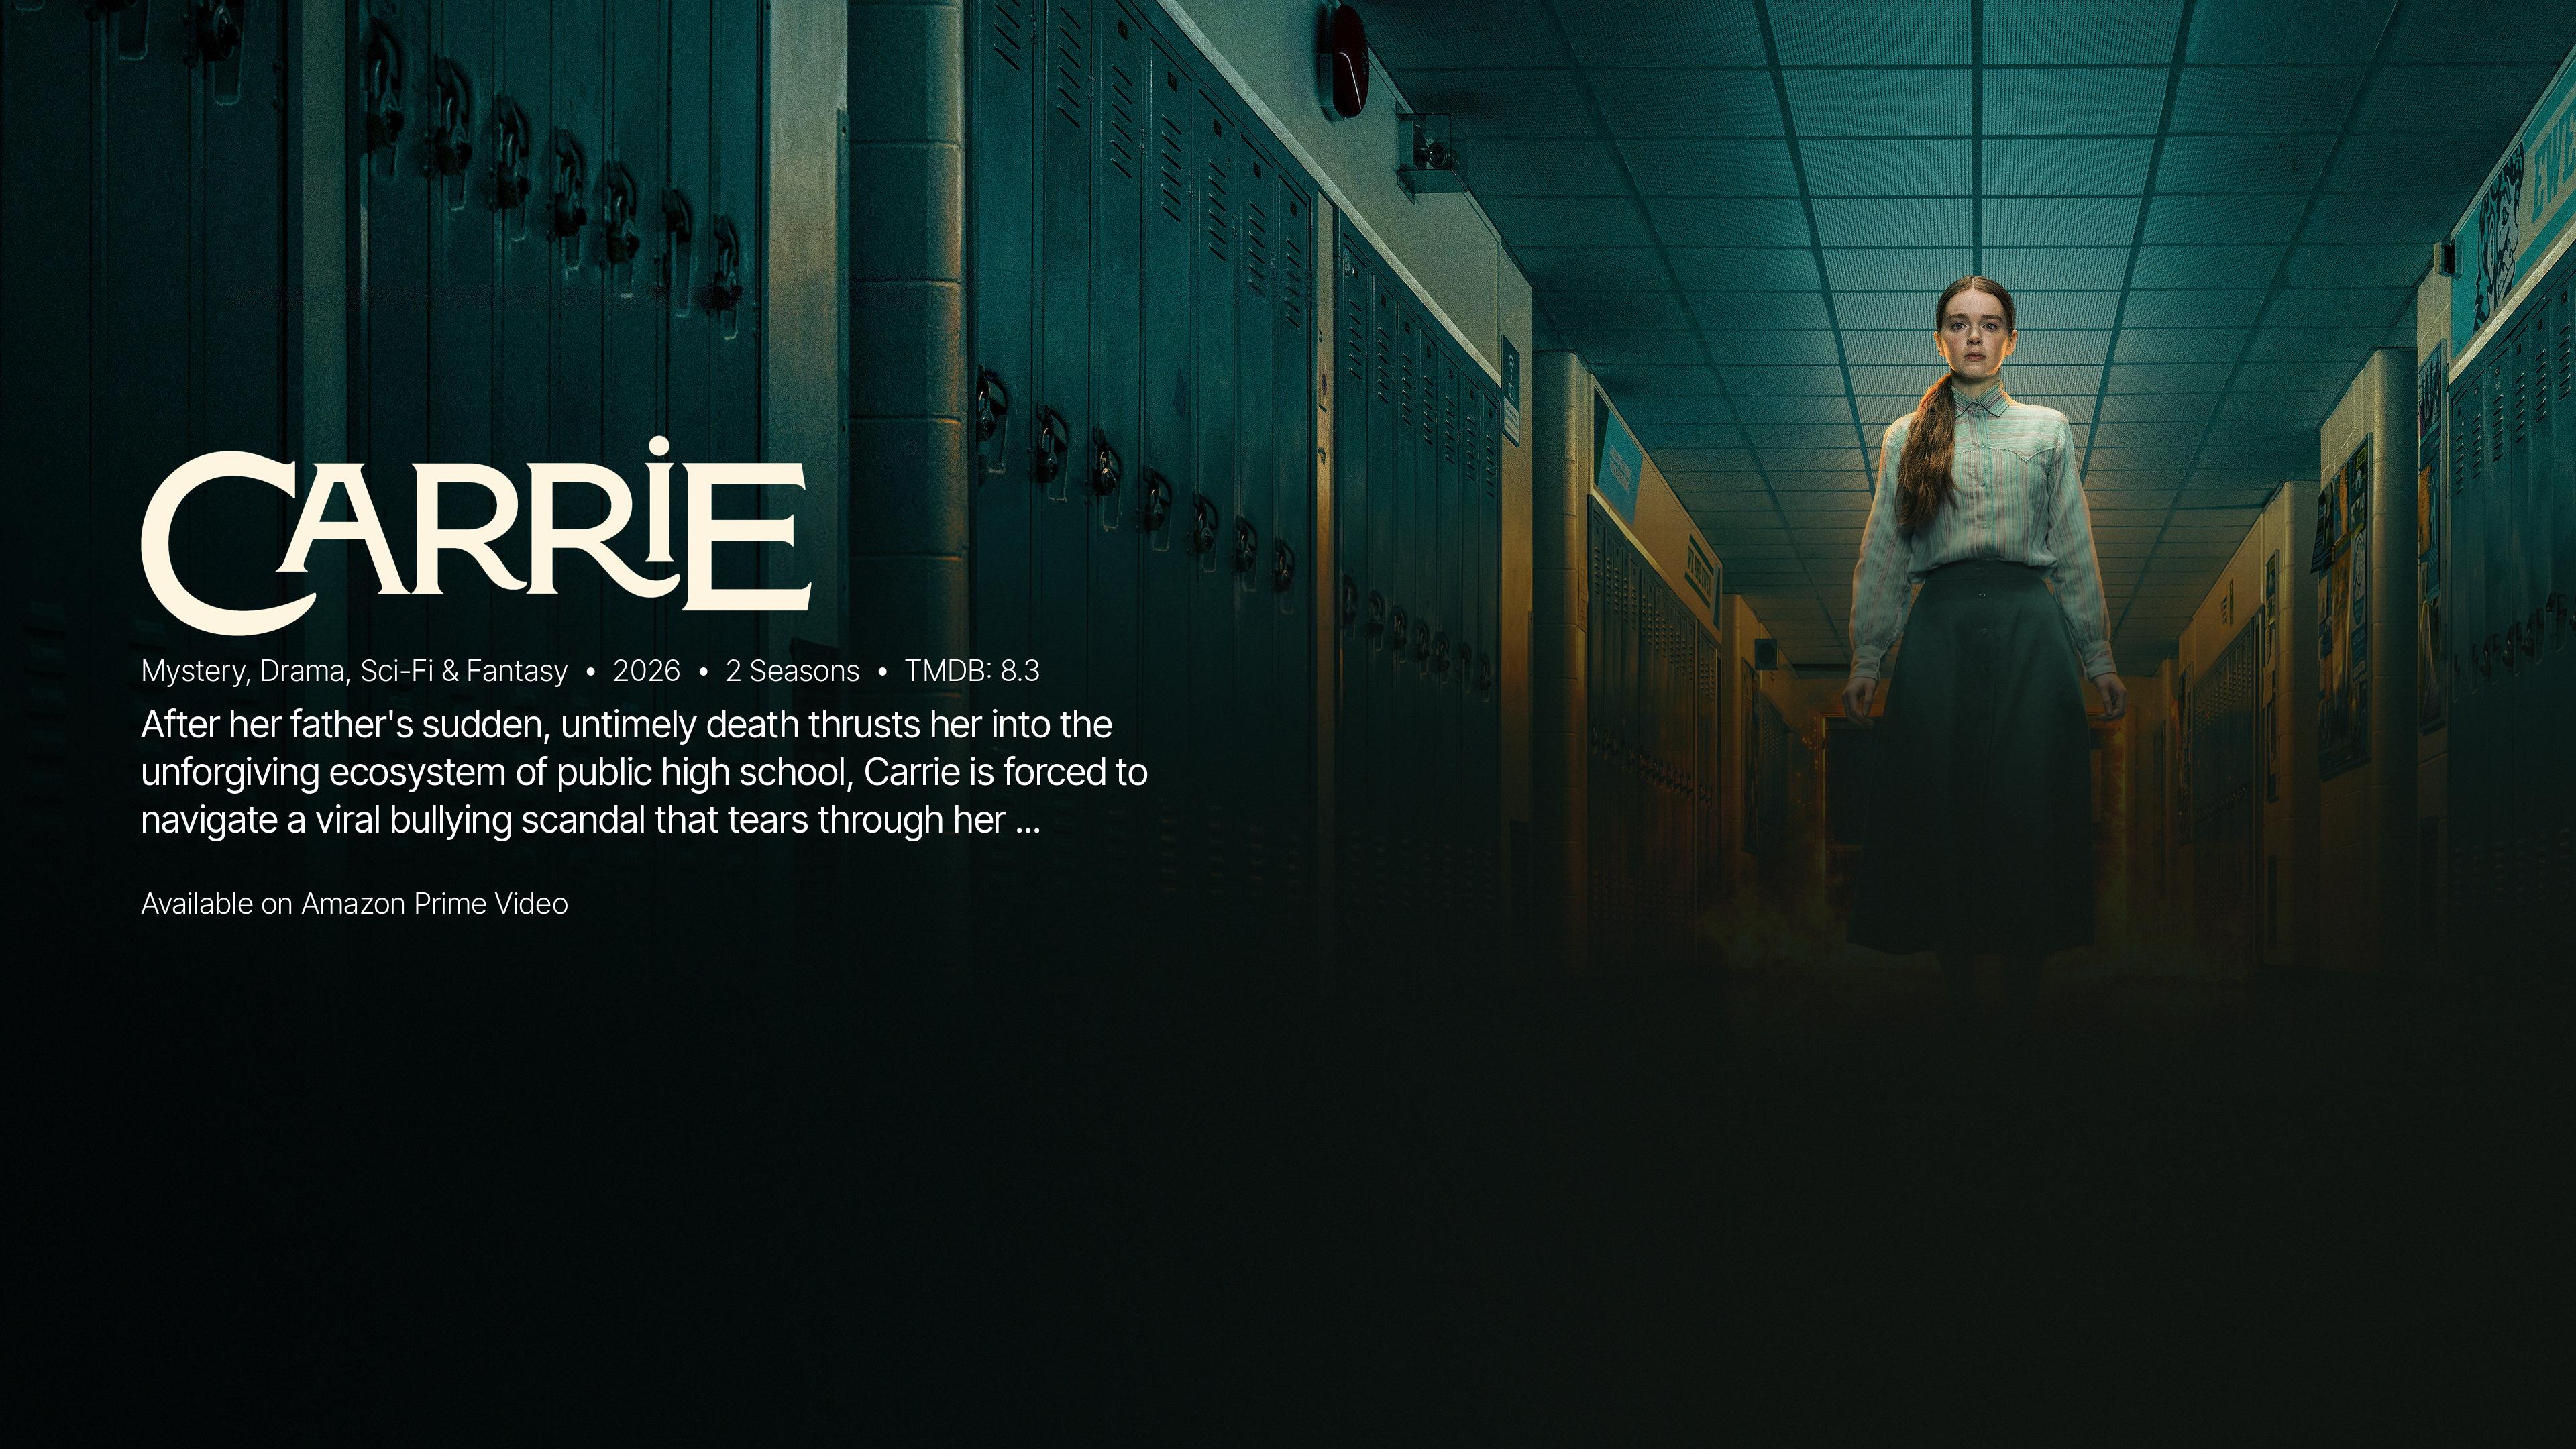 CARRiE
Mystery, Drama, Sci-Fi & Fantasy • 2026 • 2 Seasons • TMDB: 8.3
After her father's sudden, untimely death thrusts her into the
unforgiving ecosystem of public high school, Carrie is forced to
navigate a viral bullying scandal that tears through her ...
Available on Amazon Prime Video